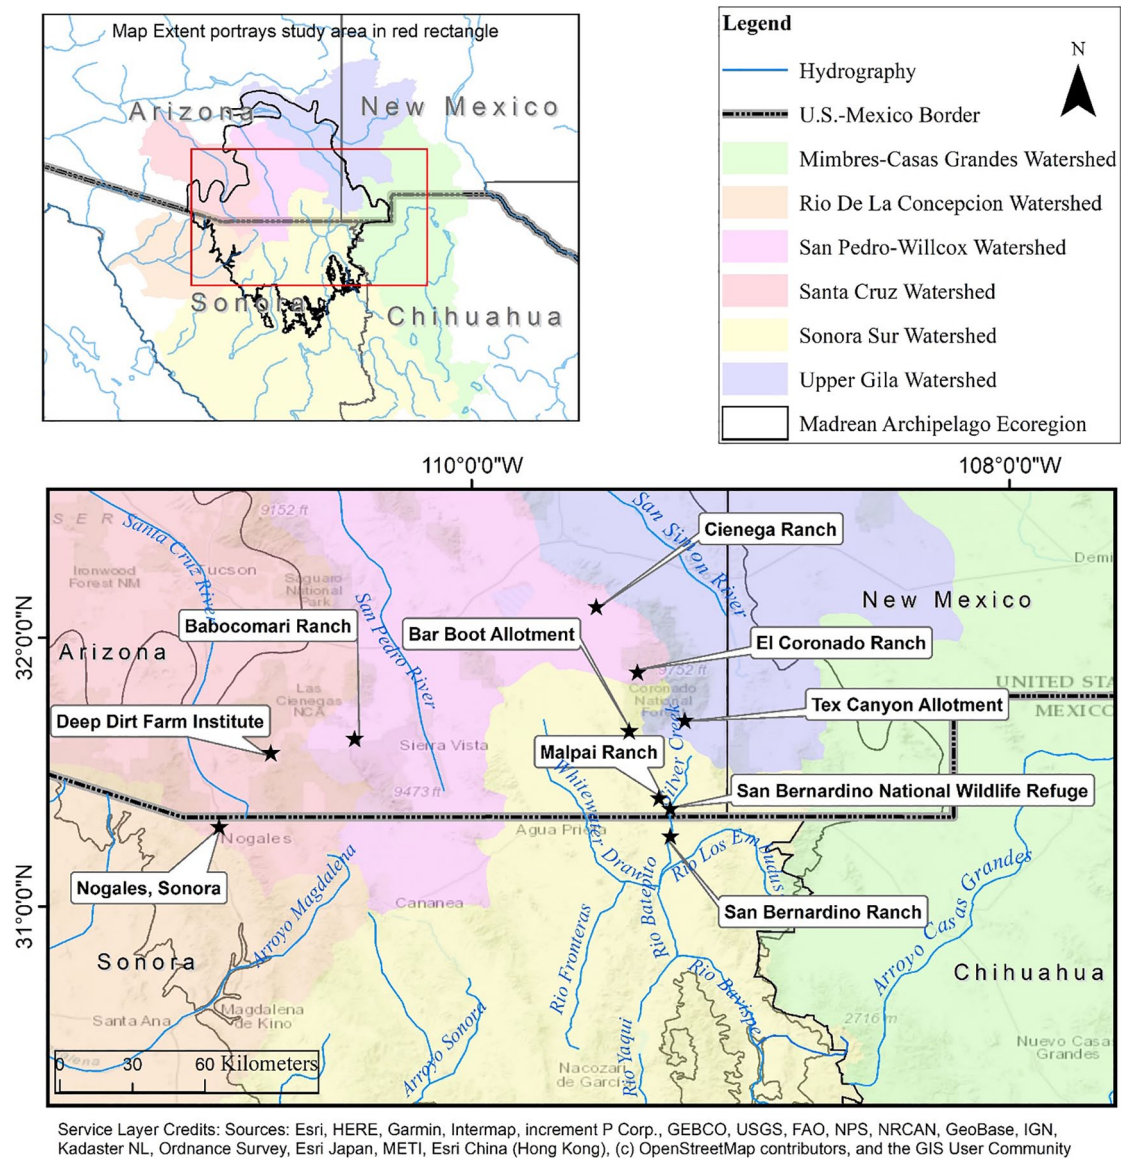 Map Extent portrays study area in red rectangle
Arizona
New Mexico
Sonora
Chihuahua
Legend
N
Hydrography
U.S.-Mexico Border
Mimbres-Casas Grandes Watershed
Rio De La Concepcion Watershed
San Pedro-Willcox Watershed
Santa Cruz Watershed
Sonora Sur Watershed
Upper Gila Watershed
Madrean Archipelago Ecoregion
110°0'0"W
108°0'0"W
32°0'0"N
31°0'0"N
S E R
9152 ft
Santa Cruz River
San Simon River
Cienega Ranch
Ironwood
Forest NM
Tucson
Saguaro
National
Park
Demi
New Mexico
Babocomari Ranch
San Pedro River
Bar Boot Allotment
El Coronado Ranch
Arizona
9752 ft
Coronado
National
Forest
UNITED STA
MEXICO
Las
Cienegas
NCA
Deep Dirt Farm Institute
Tex Canyon Allotment
Sierra Vista
Malpai Ranch
Silver Creek
Whitewater Draw
9473 ft
San Bernardino National Wildlife Refuge
Nogales
Agua Prieta
Nogales, Sonora
Arroyo Magdalena
Rio Los Embudus
Rio Batepito
San Bernardino Ranch
Cananea
Arroyo Casas Grandes
Rio Fronteras
Sonora
Chihuahua
Rio Bavispe
Santa Ana
Magdalena
de Kino
Arroyo Sonora
Rio Yaqui
2716 m
Nuevo Casas
Grandes
Nacozari
de García
0 30 60 Kilometers
Service Layer Credits: Sources: Esri, HERE, Garmin, Intermap, increment P Corp., GEBCO, USGS, FAO, NPS, NRCAN, GeoBase, IGN,
Kadaster NL, Ordnance Survey, Esri Japan, METI, Esri China (Hong Kong), (c) OpenStreetMap contributors, and the GIS User Community